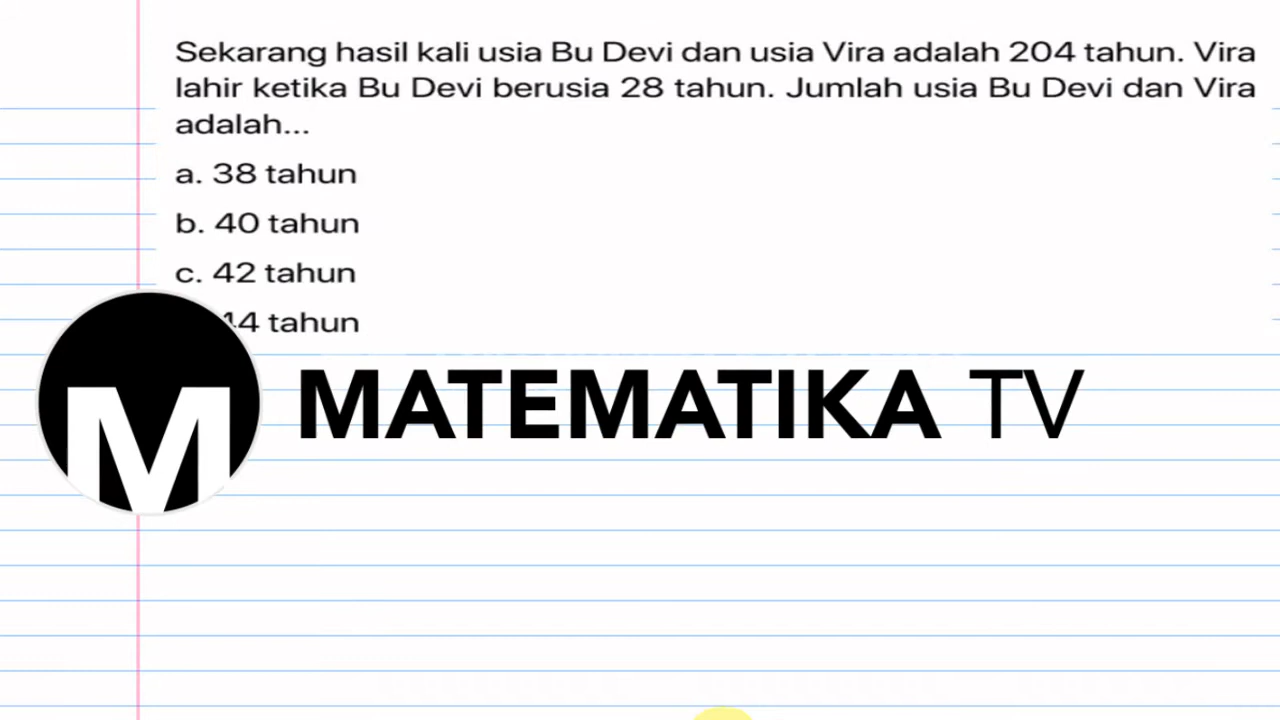 Sekarang hasil kali usia Bu Devi dan usia Vira adalah 204 tahun. Vira
lahir ketika Bu Devi berusia 28 tahun. Jumlah usia Bu Devi dan Vira
adalah...
a. 38 tahun
b. 40 tahun
c. 42 tahun
44 tahun
M MATEMATIKA TV